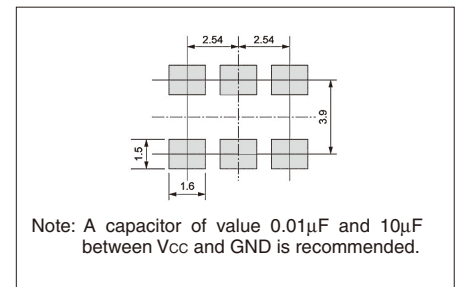 2.54 2.54
3.9
1.5
1.6
Note: A capacitor of value 0.01μF and 10μF
between VCC and GND is recommended.